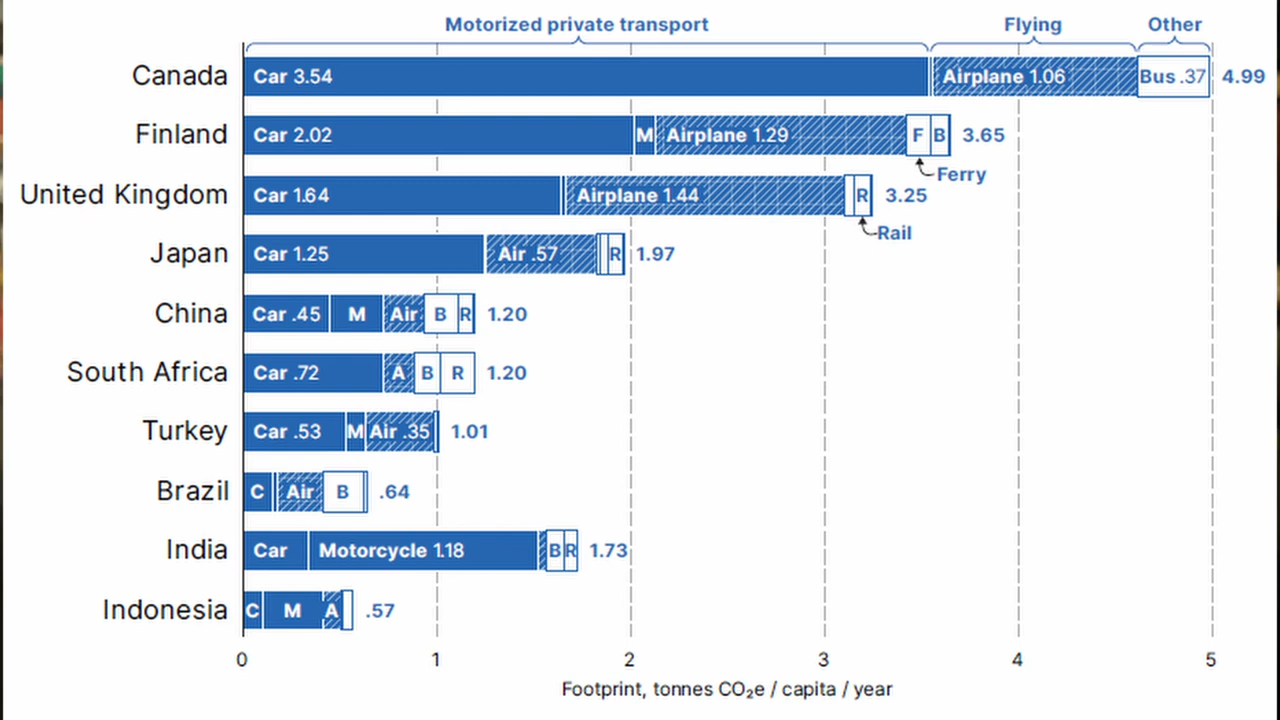 Motorized private transport Flying Other
Canada Car 3.54 Airplane 1.06 Bus .37 4.99
Finland Car 2.02 M Airplane 1.29 F B 3.65
Ferry
United Kingdom Car 1.64 Airplane 1.44 R 3.25
Rail
Japan Car 1.25 Air .57 R 1.97
China Car .45 M Air B R 1.20
South Africa Car .72 A B R 1.20
Turkey Car .53 M Air .35 1.01
Brazil C Air B .64
India Car Motorcycle 1.18 B R 1.73
Indonesia C M A .57
0 1 2 3 4 5
Footprint, tonnes CO₂e / capita / year